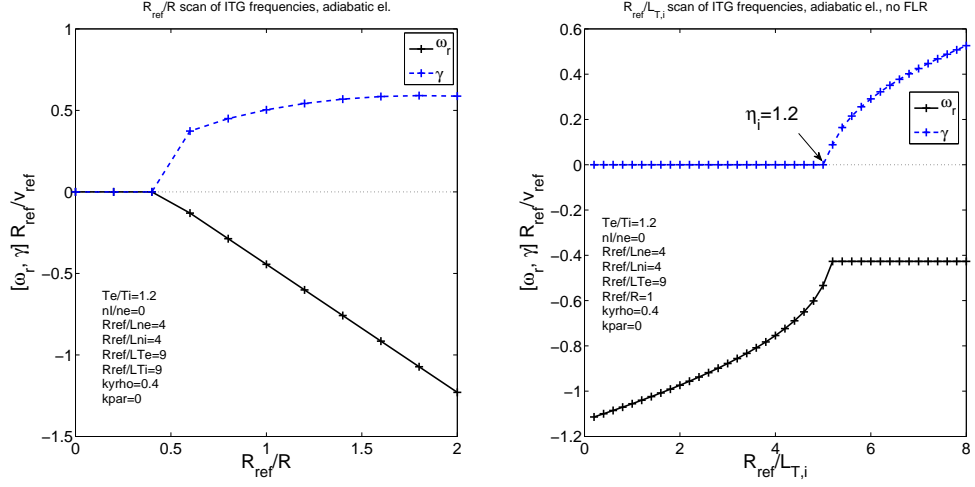 R_ref/R scan of ITG frequencies, adiabatic el.
1
0.5
0
−0.5
−1
−1.5
[ω_r, γ] R_ref/v_ref
ω_r
γ
Te/Ti=1.2
nI/ne=0
Rref/Lne=4
Rref/Lni=4
Rref/LTe=9
Rref/LTi=9
kyrho=0.4
kpar=0
0 0.5 1 1.5 2
R_ref/R
R_ref/L_T,i scan of ITG frequencies, adiabatic el., no FLR
0.6
0.4
0.2
0
−0.2
−0.4
−0.6
−0.8
−1
−1.2
[ω_r, γ] R_ref/v_ref
ω_r
γ
η_i=1.2
Te/Ti=1.2
nI/ne=0
Rref/Lne=4
Rref/Lni=4
Rref/LTe=9
Rref/R=1
kyrho=0.4
kpar=0
0 2 4 6 8
R_ref/L_T,i